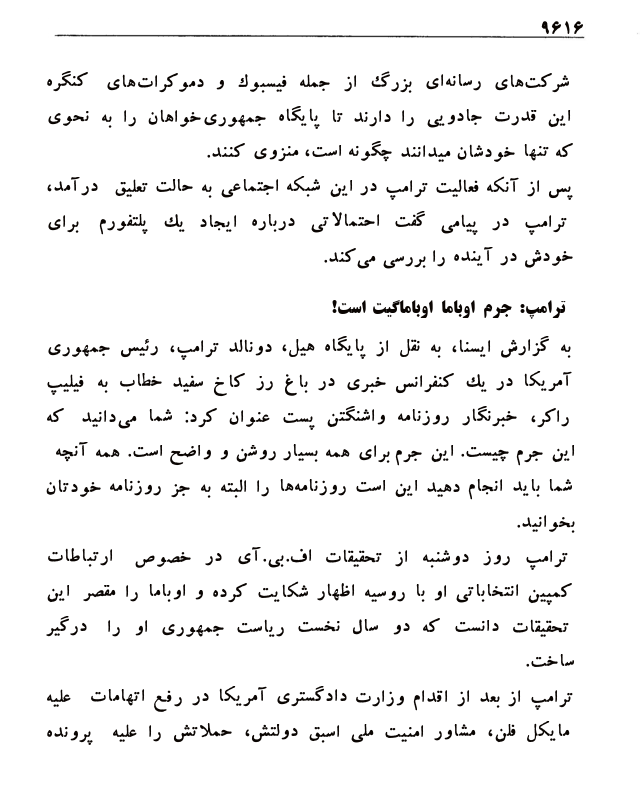 ۹۶۱۶
شرکت‌های رسانه‌ای بزرگ از جمله فیسبوك و دموکرات‌های کنگره
این قدرت جادویی را دارند تا پایگاه جمهوری‌خواهان را به نحوی
که تنها خودشان میدانند چگونه است، منزوی کنند.
پس از آنکه فعالیت ترامپ در این شبکه اجتماعی به حالت تعلیق درآمد،
ترامپ در پیامی گفت احتمالاتی درباره ایجاد یك پلتفورم برای
خودش در آینده را بررسی می‌کند.
ترامپ: جرم اوباما اوباماگیت است!
به گزارش ایسنا، به نقل از پایگاه هیل، دونالد ترامپ، رئیس جمهوری
آمریکا در یك کنفرانس خبری در باغ رز کاخ سفید خطاب به فیلیپ
راکر، خبرنگار روزنامه واشنگتن پست عنوان کرد: شما می‌دانید که
این جرم چیست. این جرم برای همه بسیار روشن و واضح است. همه آنچه
شما باید انجام دهید این است روزنامه‌ها را البته به جز روزنامه خودتان
بخوانید.
ترامپ روز دوشنبه از تحقیقات اف.بی.آی در خصوص ارتباطات
کمپین انتخاباتی او با روسیه اظهار شکایت کرده و اوباما را مقصر این
تحقیقات دانست که دو سال نخست ریاست جمهوری او را درگیر
ساخت.
ترامپ از بعد از اقدام وزارت دادگستری آمریکا در رفع اتهامات علیه
مایکل فلن، مشاور امنیت ملی اسبق دولتش، حملاتش را علیه پرونده